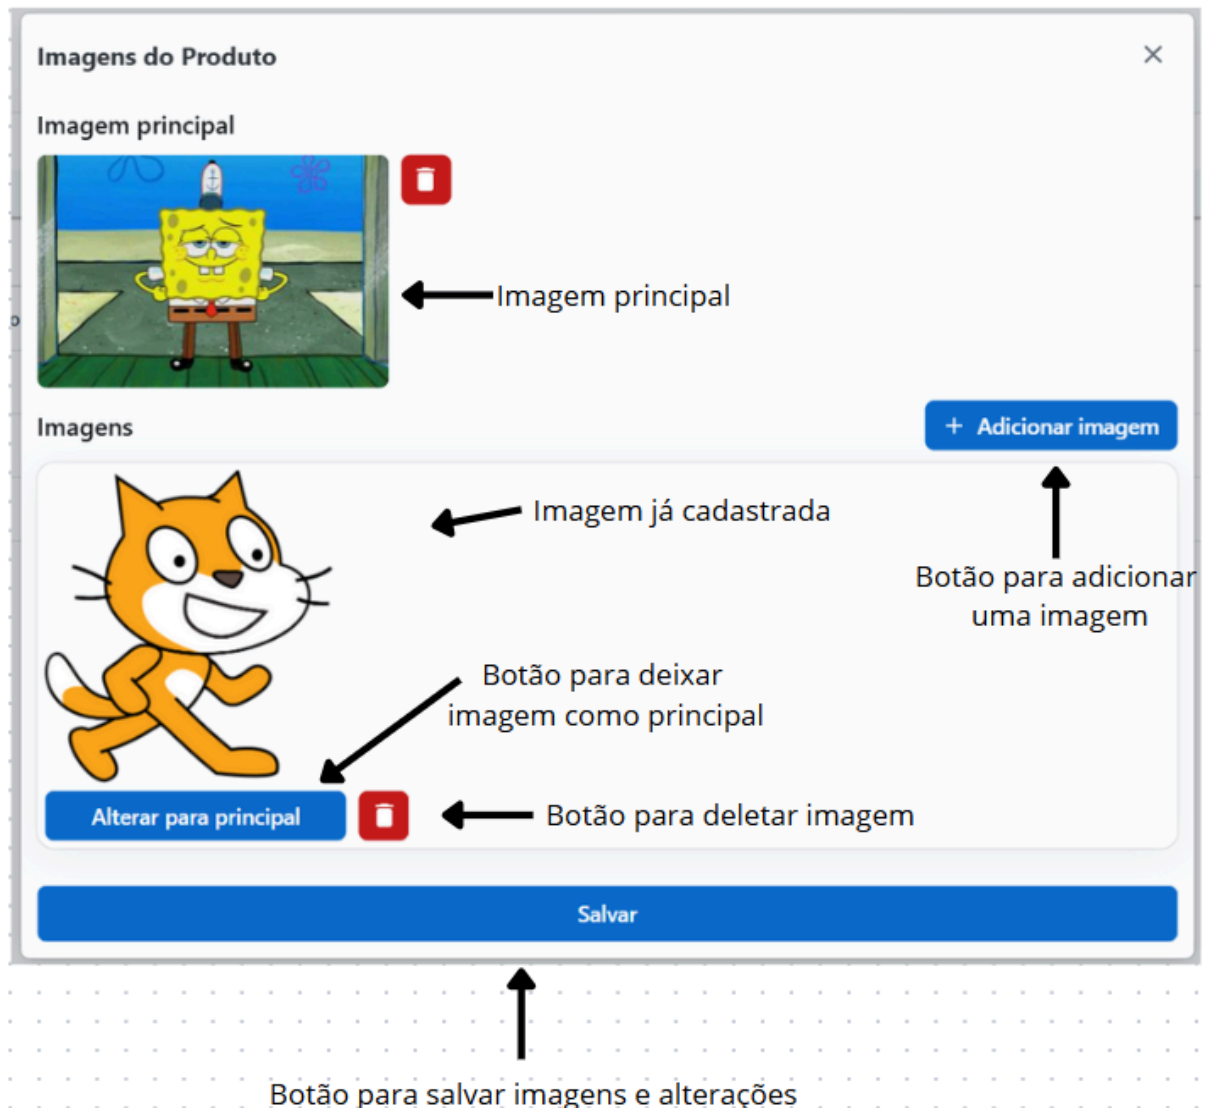 Imagens do Produto
Imagem principal
Imagem principal
Imagens
+ Adicionar imagem
Imagem já cadastrada
Botão para adicionar
uma imagem
Botão para deixar
imagem como principal
Alterar para principal
Botão para deletar imagem
Salvar
Botão para salvar imagens e alterações